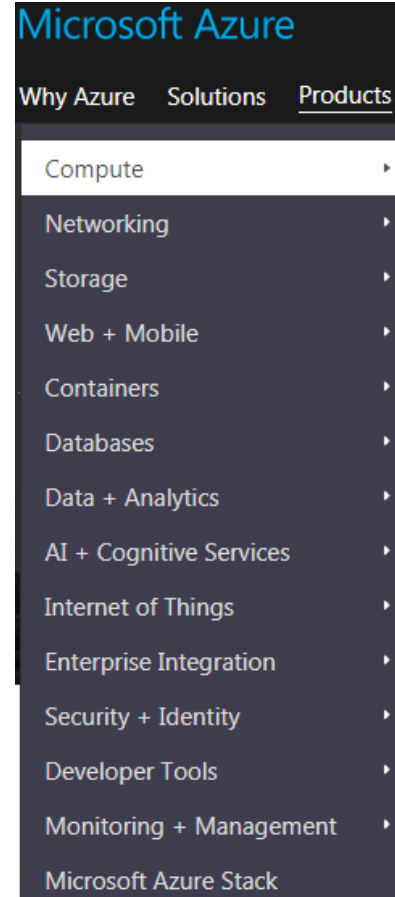 Microsoft Azure
Why Azure Solutions Products
Compute
Networking
Storage
Web + Mobile
Containers
Databases
Data + Analytics
AI + Cognitive Services
Internet of Things
Enterprise Integration
Security + Identity
Developer Tools
Monitoring + Management
Microsoft Azure Stack